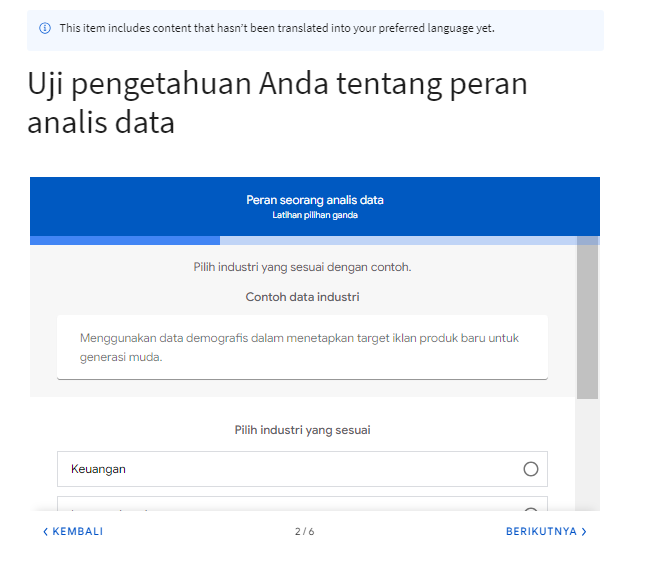 This item includes content that hasn't been translated into your preferred language yet.
Uji pengetahuan Anda tentang peran
analis data
Peran seorang analis data
Latihan pilihan ganda
Pilih industri yang sesuai dengan contoh.
Contoh data industri
Menggunakan data demografis dalam menetapkan target iklan produk baru untuk
generasi muda.
Pilih industri yang sesuai
Keuangan
KEMBALI
2/6
BERIKUTNYA